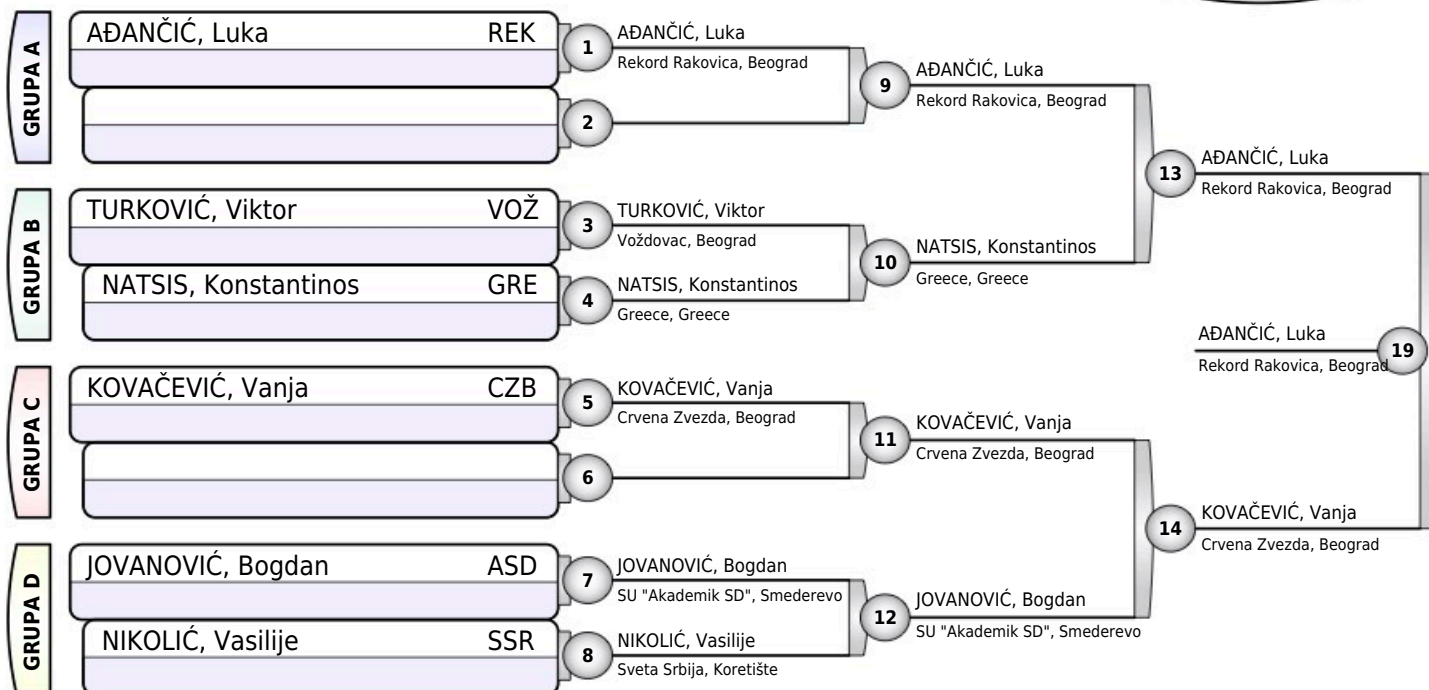 GRUPA A
AĐANČIĆ, Luka REK
1
AĐANČIĆ, Luka
Rekord Rakovica, Beograd
2
9
AĐANČIĆ, Luka
Rekord Rakovica, Beograd
GRUPA B
TURKOVIĆ, Viktor VOŽ
3
TURKOVIĆ, Viktor
Voždovac, Beograd
NATSIS, Konstantinos GRE
4
NATSIS, Konstantinos
Greece, Greece
10
NATSIS, Konstantinos
Greece, Greece
13
AĐANČIĆ, Luka
Rekord Rakovica, Beograd
GRUPA C
KOVAČEVIĆ, Vanja CZB
5
KOVAČEVIĆ, Vanja
Crvena Zvezda, Beograd
6
11
KOVAČEVIĆ, Vanja
Crvena Zvezda, Beograd
GRUPA D
JOVANOVIĆ, Bogdan ASD
7
JOVANOVIĆ, Bogdan
SU "Akademik SD", Smederevo
NIKOLIĆ, Vasilije SSR
8
NIKOLIĆ, Vasilije
Sveta Srbija, Koretište
12
JOVANOVIĆ, Bogdan
SU "Akademik SD", Smederevo
14
KOVAČEVIĆ, Vanja
Crvena Zvezda, Beograd
AĐANČIĆ, Luka
Rekord Rakovica, Beograd
19